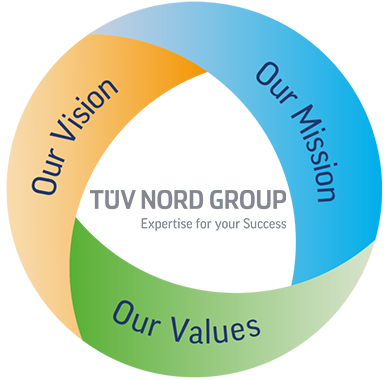 Our Vision
Our Mission
TÜV NORD GROUP
Expertise for your Success
Our Values